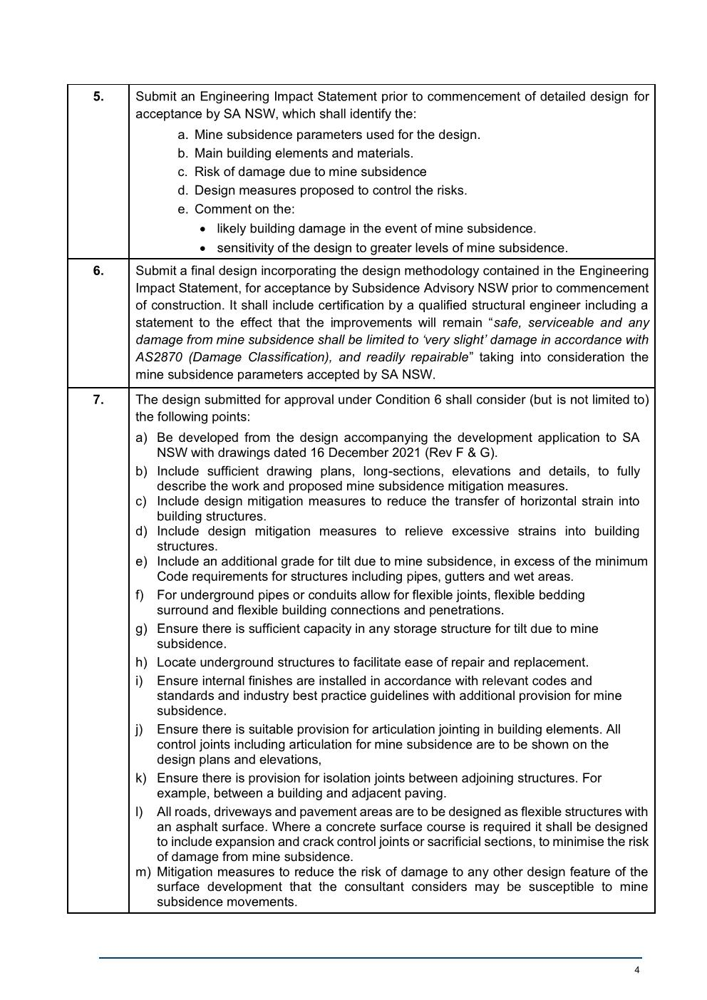 5.
Submit an Engineering Impact Statement prior to commencement of detailed design for
acceptance by SA NSW, which shall identify the:
a. Mine subsidence parameters used for the design.
b. Main building elements and materials.
c. Risk of damage due to mine subsidence
d. Design measures proposed to control the risks.
e. Comment on the:
• likely building damage in the event of mine subsidence.
• sensitivity of the design to greater levels of mine subsidence.
6.
Submit a final design incorporating the design methodology contained in the Engineering
Impact Statement, for acceptance by Subsidence Advisory NSW prior to commencement
of construction. It shall include certification by a qualified structural engineer including a
statement to the effect that the improvements will remain “safe, serviceable and any
damage from mine subsidence shall be limited to ‘very slight’ damage in accordance with
AS2870 (Damage Classification), and readily repairable” taking into consideration the
mine subsidence parameters accepted by SA NSW.
7.
The design submitted for approval under Condition 6 shall consider (but is not limited to)
the following points:
a) Be developed from the design accompanying the development application to SA
NSW with drawings dated 16 December 2021 (Rev F & G).
b) Include sufficient drawing plans, long-sections, elevations and details, to fully
describe the work and proposed mine subsidence mitigation measures.
c) Include design mitigation measures to reduce the transfer of horizontal strain into
building structures.
d) Include design mitigation measures to relieve excessive strains into building
structures.
e) Include an additional grade for tilt due to mine subsidence, in excess of the minimum
Code requirements for structures including pipes, gutters and wet areas.
f) For underground pipes or conduits allow for flexible joints, flexible bedding
surround and flexible building connections and penetrations.
g) Ensure there is sufficient capacity in any storage structure for tilt due to mine
subsidence.
h) Locate underground structures to facilitate ease of repair and replacement.
i) Ensure internal finishes are installed in accordance with relevant codes and
standards and industry best practice guidelines with additional provision for mine
subsidence.
j) Ensure there is suitable provision for articulation jointing in building elements. All
control joints including articulation for mine subsidence are to be shown on the
design plans and elevations,
k) Ensure there is provision for isolation joints between adjoining structures. For
example, between a building and adjacent paving.
l) All roads, driveways and pavement areas are to be designed as flexible structures with
an asphalt surface. Where a concrete surface course is required it shall be designed
to include expansion and crack control joints or sacrificial sections, to minimise the risk
of damage from mine subsidence.
m) Mitigation measures to reduce the risk of damage to any other design feature of the
surface development that the consultant considers may be susceptible to mine
subsidence movements.
4